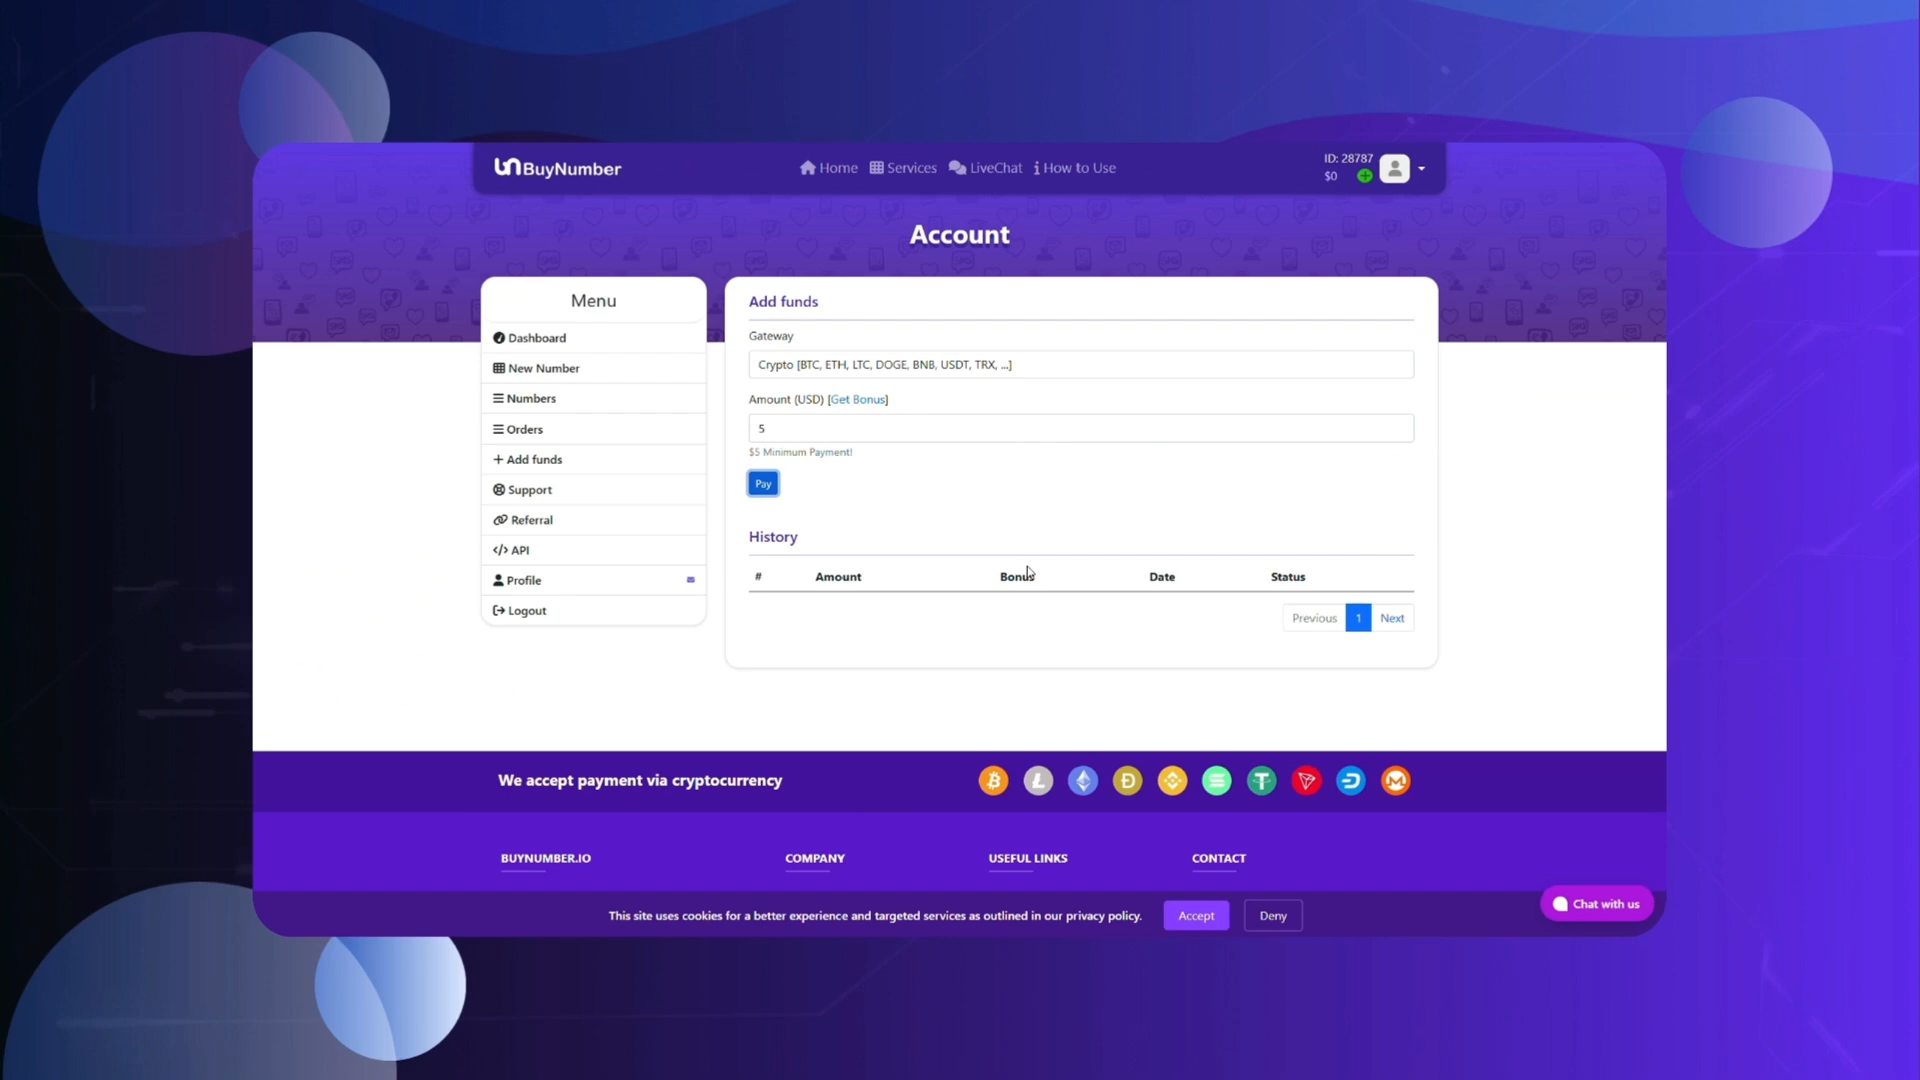 BuyNumber
Home Services LiveChat How to Use
ID: 28787
$0
Account
Menu
Dashboard
New Number
Numbers
Orders
Add funds
Support
Referral
API
Profile
Logout
Add funds
Gateway
Crypto [BTC, ETH, LTC, DOGE, BNB, USDT, TRX, ...]
Amount (USD) [Get Bonus]
5
$5 Minimum Payment!
Pay
History
# Amount Bonus Date Status
Previous 1 Next
We accept payment via cryptocurrency
BUYNUMBER.IO COMPANY USEFUL LINKS CONTACT
This site uses cookies for a better experience and targeted services as outlined in our privacy policy. Accept Deny
Chat with us